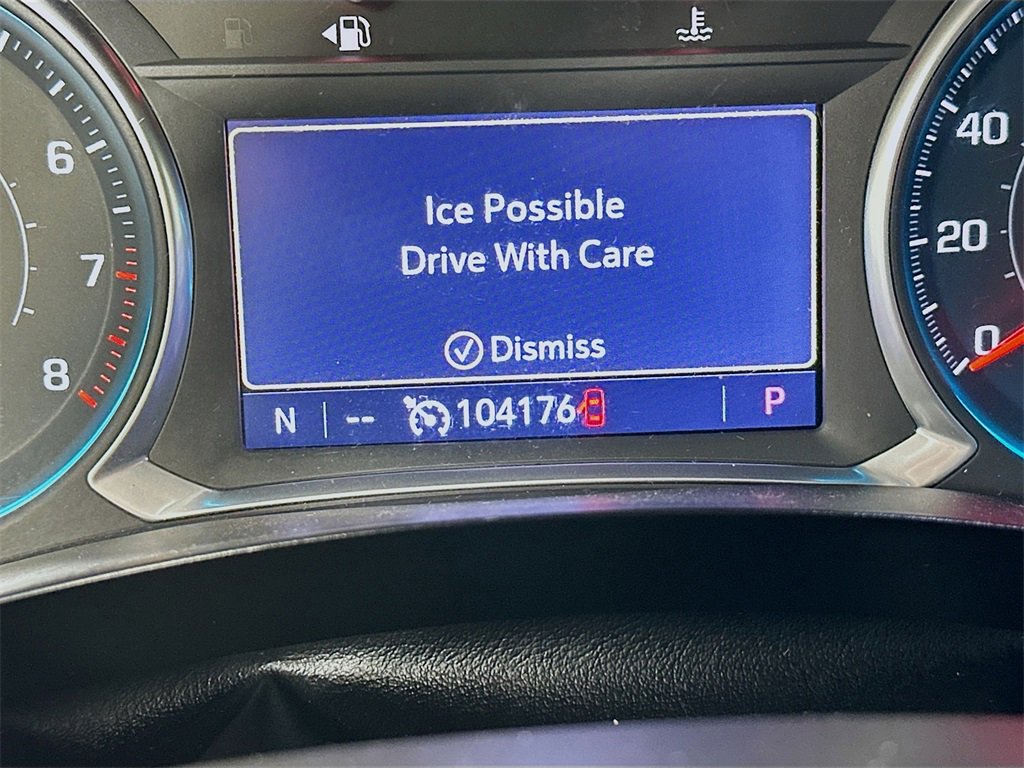 6
7
8
Ice Possible
Drive With Care
Dismiss
N -- 104176 P
40
20
0